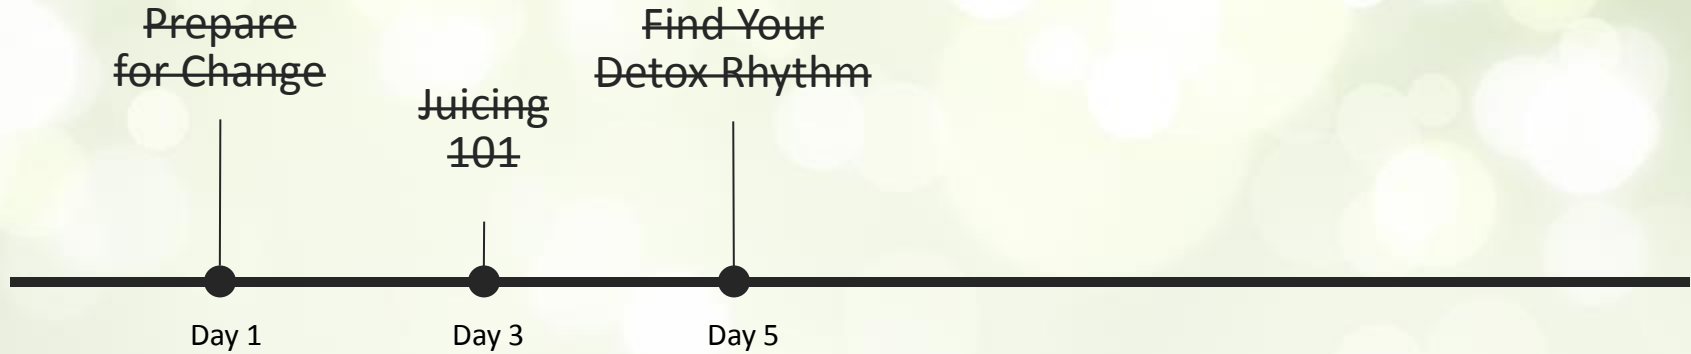 Prepare
for Change
Juicing
101
Find Your
Detox Rhythm
Day 1
Day 3
Day 5